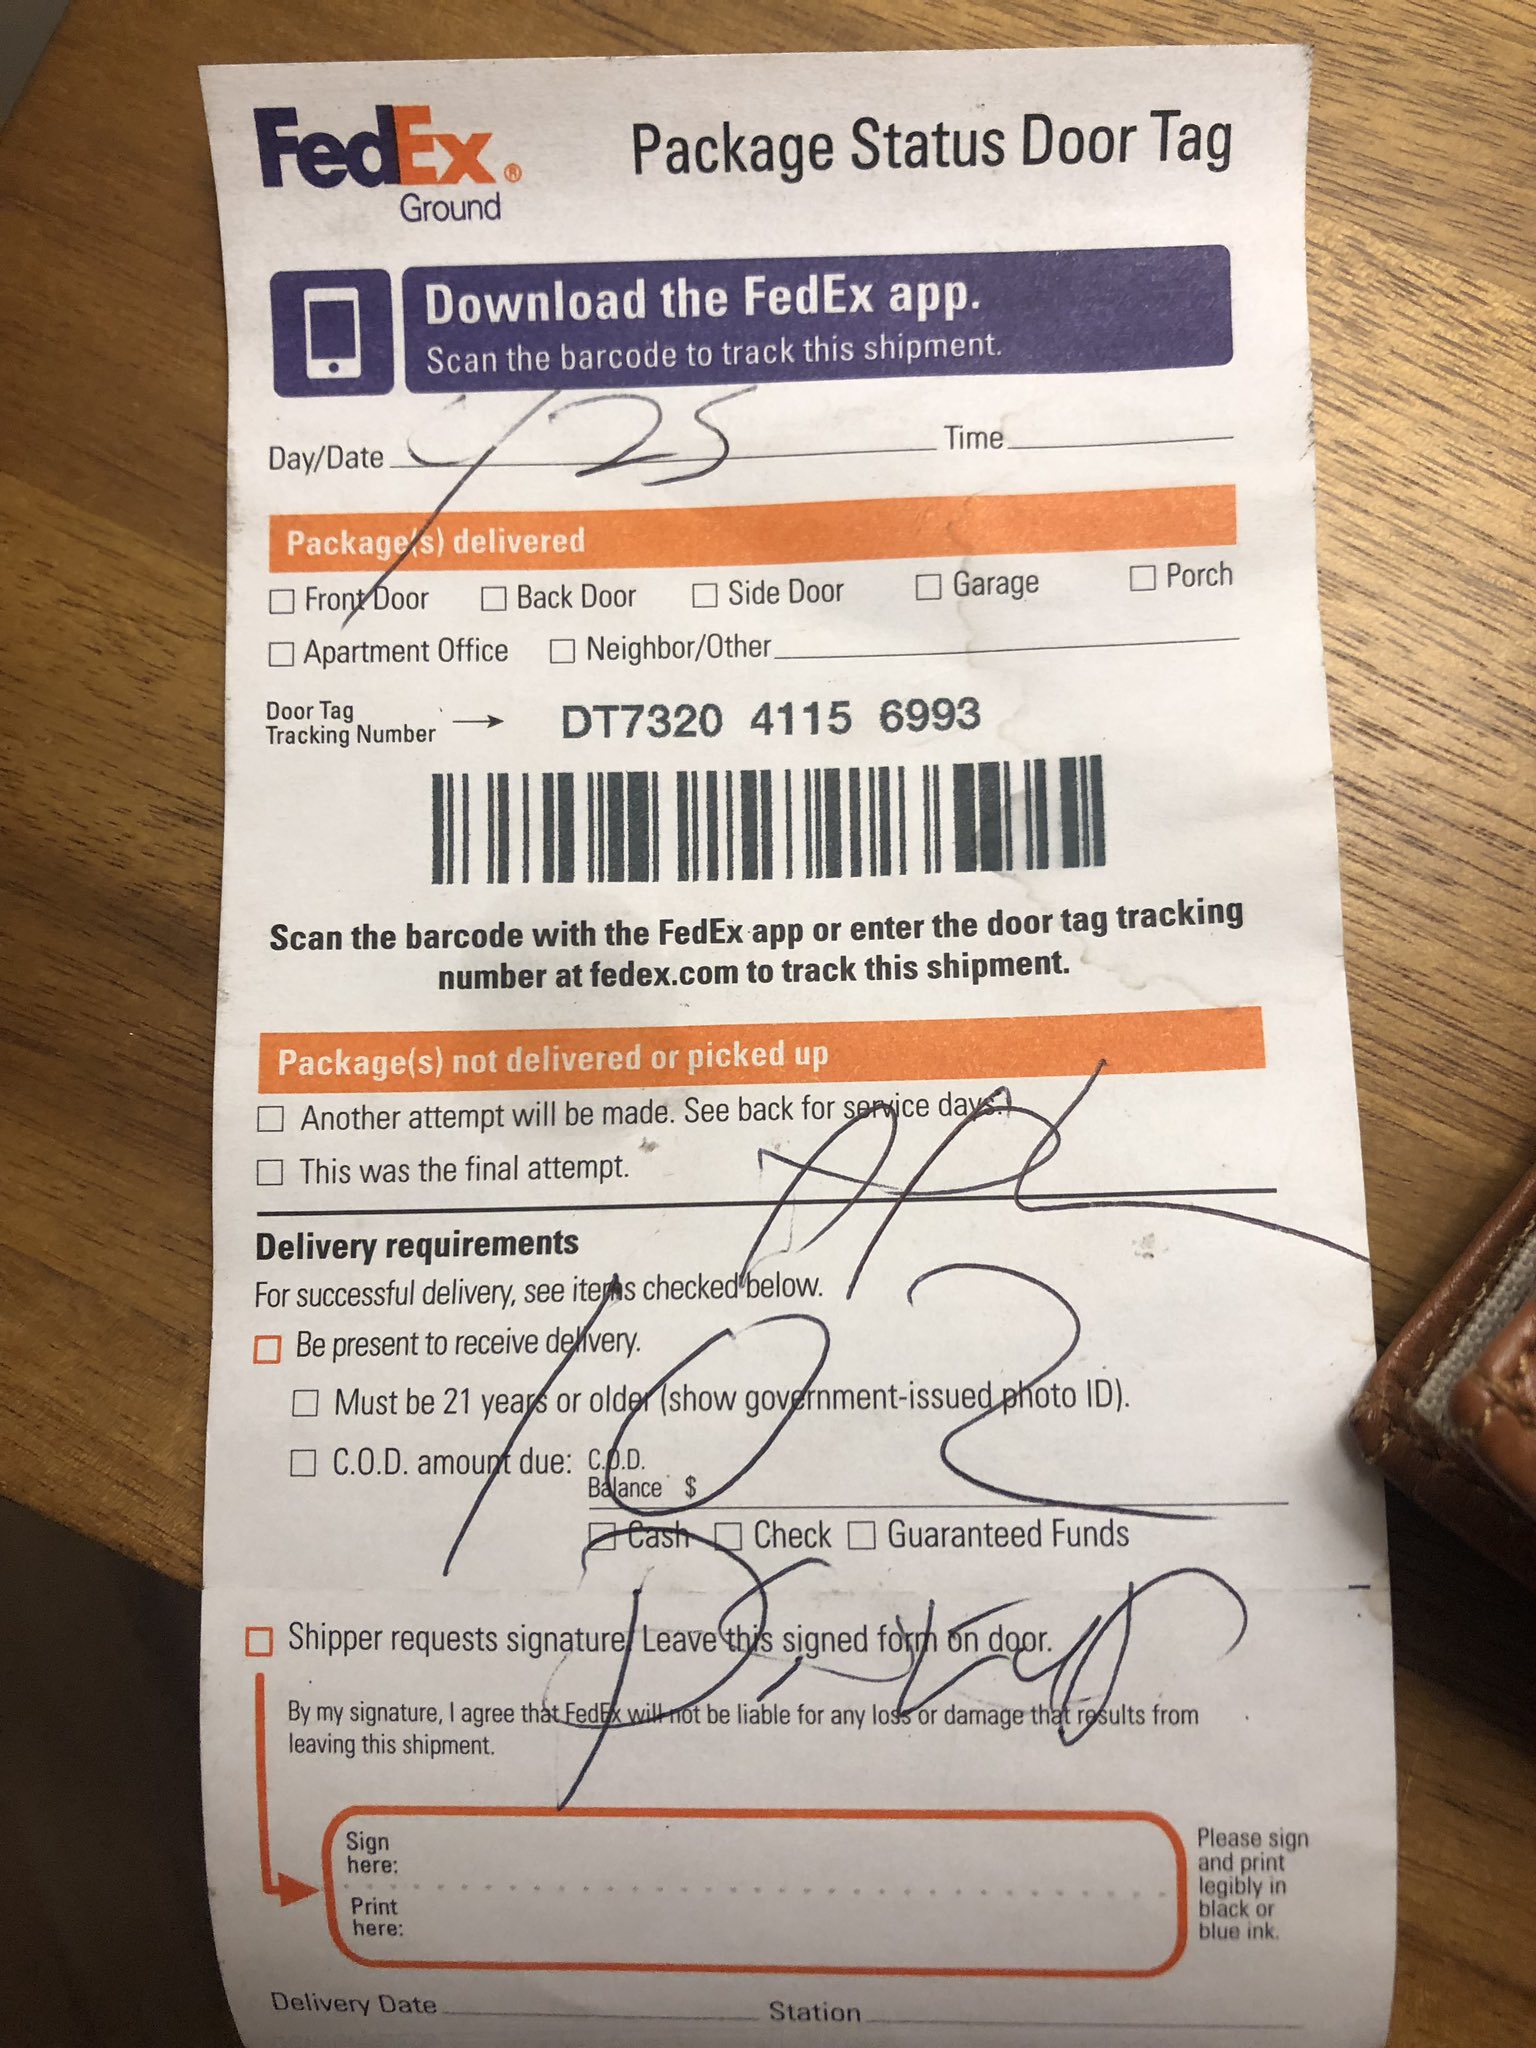 FedEx®
Ground
Package Status Door Tag
Download the FedEx app.
Scan the barcode to track this shipment.
Day/Date 25 Time
Package(s) delivered
Front Door Back Door Side Door Garage Porch
Apartment Office Neighbor/Other
Door Tag
Tracking Number → DT7320 4115 6993
Scan the barcode with the FedEx app or enter the door tag tracking
number at fedex.com to track this shipment.
Package(s) not delivered or picked up
Another attempt will be made. See back for service days.
This was the final attempt.
Delivery requirements
For successful delivery, see items checked below.
102
Be present to receive delivery.
Must be 21 years or older (show government-issued photo ID).
C.O.D. amount due: C.O.D.
Balance $
Cash Check Guaranteed Funds
Shipper requests signature. Leave this signed form on door.
By my signature, I agree that FedEx will not be liable for any loss or damage that results from
leaving this shipment.
Sign
here:
Print
here:
Please sign
and print
legibly in
black or
blue ink.
Delivery Date Station